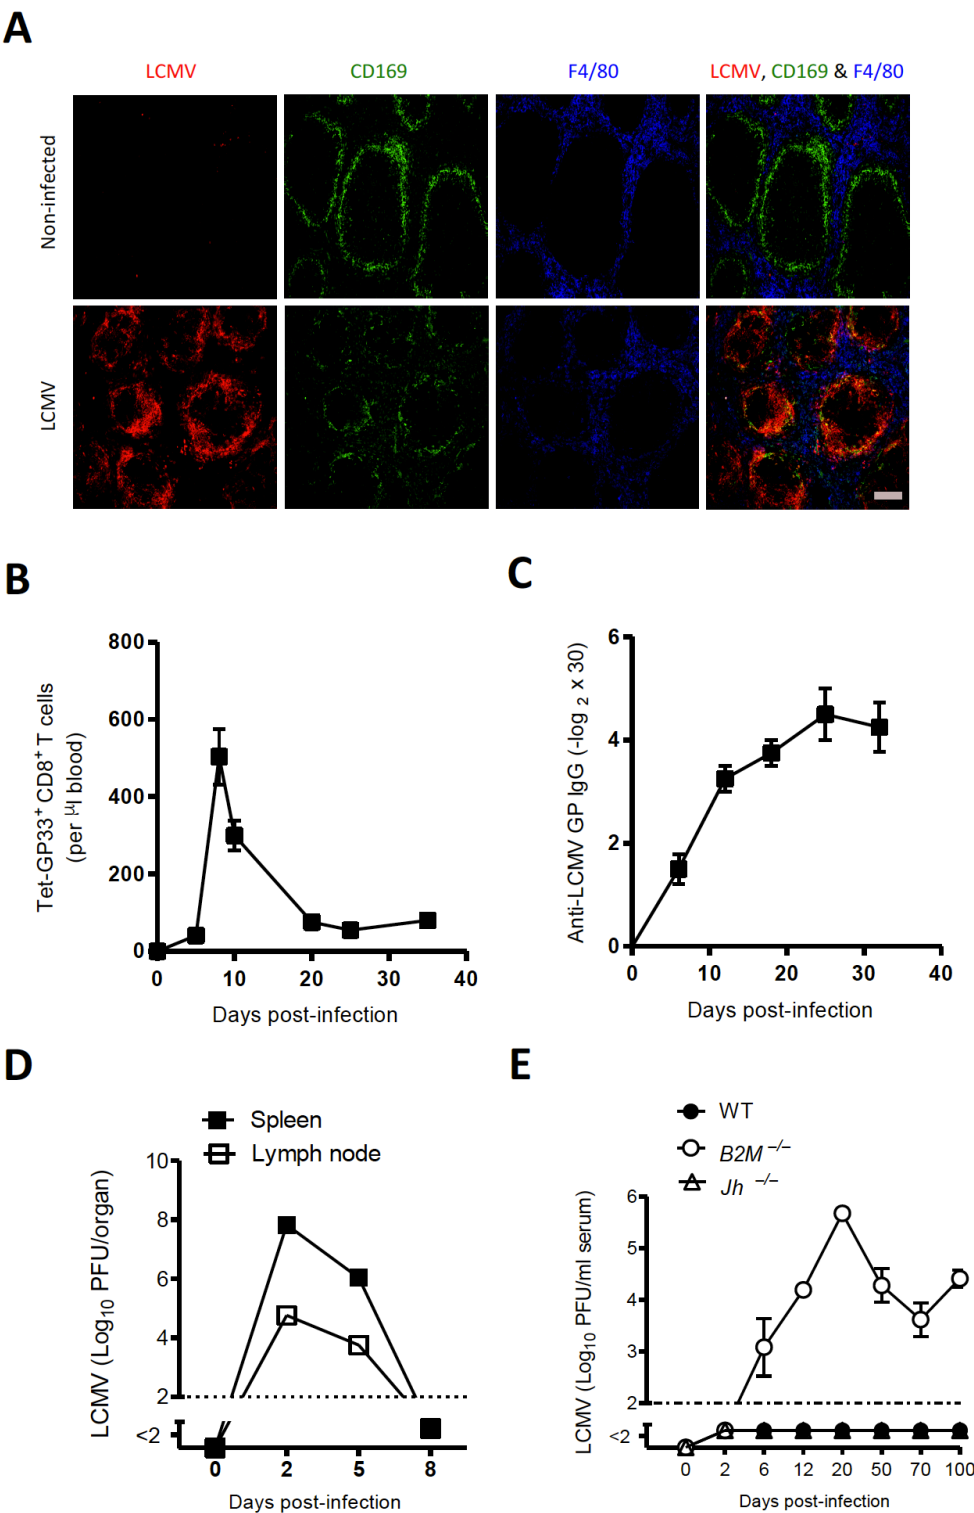 A
LCMV
CD169
F4/80
LCMV, CD169 & F4/80
Non-infected
LCMV
B
Tet-GP33⁺ CD8⁺ T cells
(per µl blood)
800
600
400
200
0
0 10 20 30 40
Days post-infection
C
Anti-LCMV GP IgG (-log ₂ x 30)
6
4
2
0
0 10 20 30 40
Days post-infection
D
Spleen
Lymph node
LCMV (Log₁₀ PFU/organ)
10
8
6
4
2
<2
0 2 5 8
Days post-infection
E
WT
B2M ⁻/⁻
Jh ⁻/⁻
LCMV (Log₁₀ PFU/ml serum)
6
5
4
3
2
<2
0 2 6 12 20 50 70 100
Days post-infection